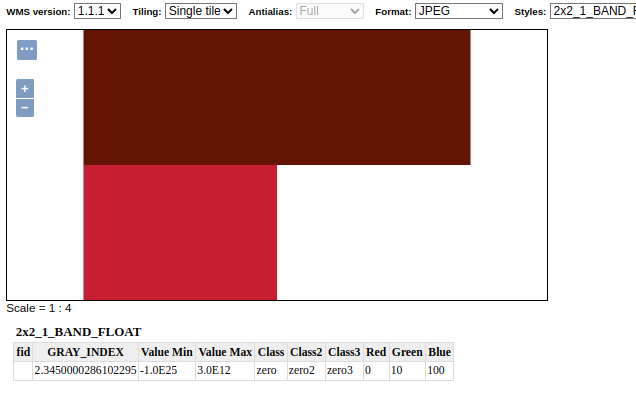 WMS version: 1.1.1 Tiling: Single tile Antialias: Full Format: JPEG Styles: 2x2_1_BAND_F
...
+
−
Scale = 1 : 4
2x2_1_BAND_FLOAT
fid GRAY_INDEX Value Min Value Max Class Class2 Class3 Red Green Blue
2.3450000286102295 -1.0E25 3.0E12 zero zero2 zero3 0 10 100